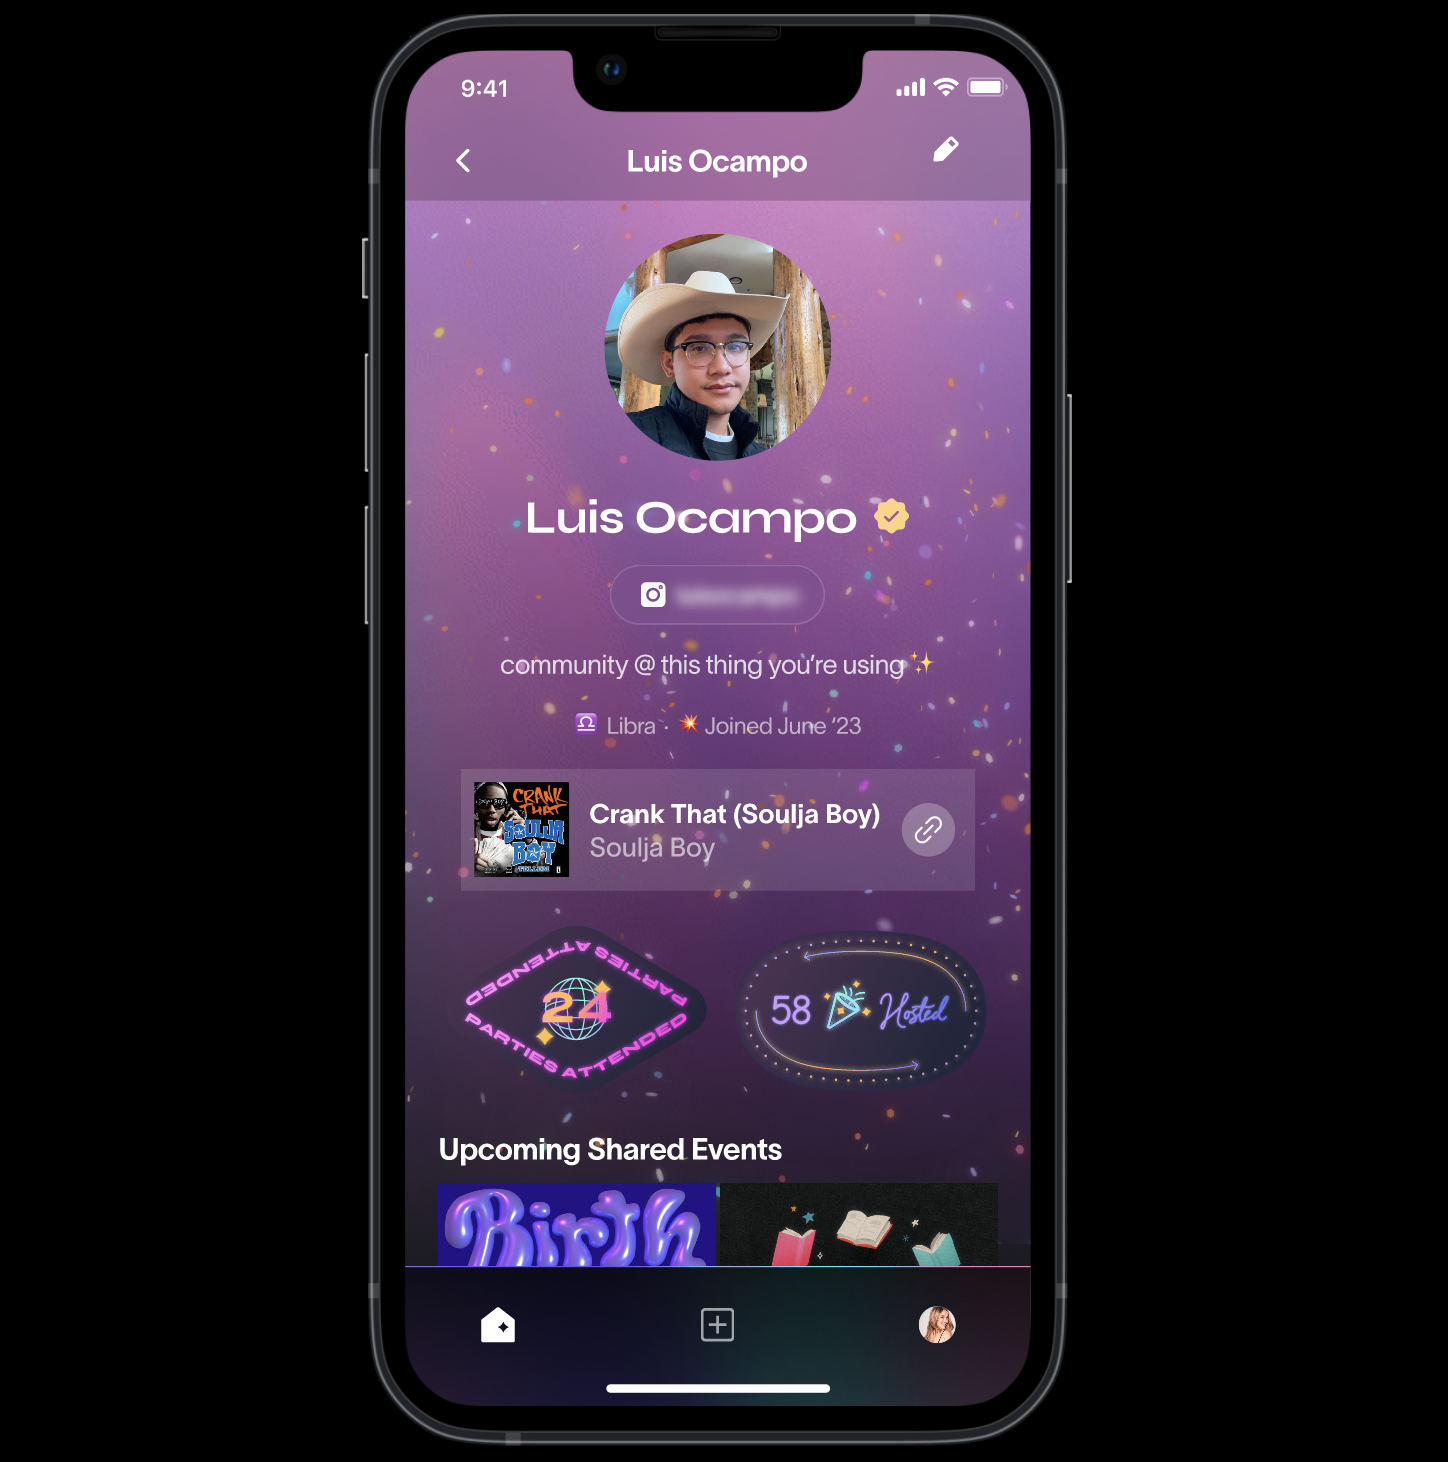 9:41
Luis Ocampo
Luis Ocampo
community @ this thing you're using ✨
♎ Libra · 💥 Joined June ‘23
CRANK THAT
SOULJA BOY
Crank That (Soulja Boy)
Soulja Boy
PARTIES ATTENDED
24
PARTIES ATTENDED
58 Hosted
Upcoming Shared Events
Birth